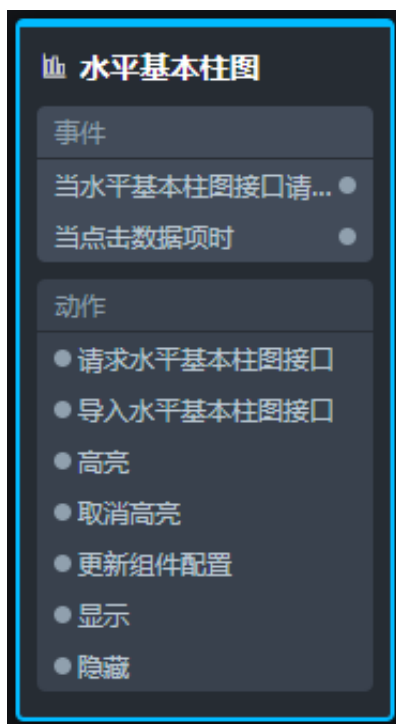 水平基本柱图
事件
当水平基本柱图接口请...
当点击数据项时
动作
请求水平基本柱图接口
导入水平基本柱图接口
高亮
取消高亮
更新组件配置
显示
隐藏